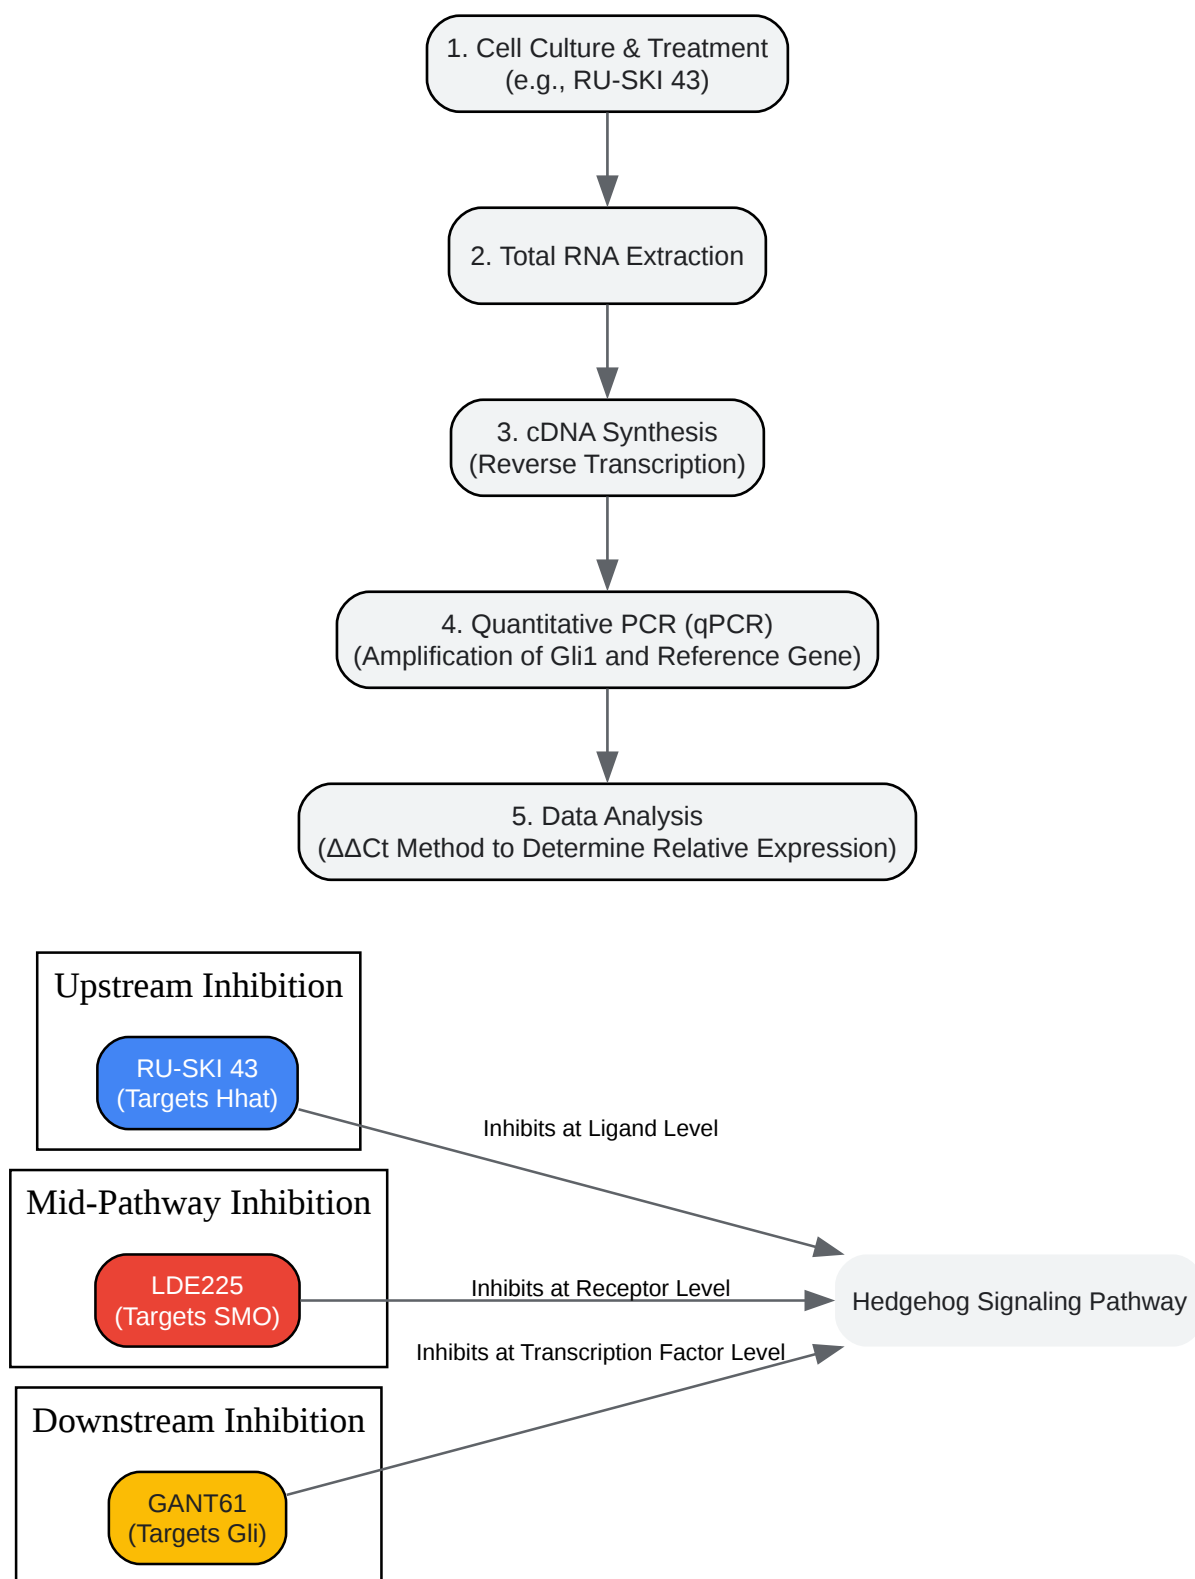 1. Cell Culture & Treatment
(e.g., RU-SKI 43)
2. Total RNA Extraction
3. cDNA Synthesis
(Reverse Transcription)
4. Quantitative PCR (qPCR)
(Amplification of Gli1 and Reference Gene)
5. Data Analysis
(ΔΔCt Method to Determine Relative Expression)
Upstream Inhibition
RU-SKI 43
(Targets Hhat)
Inhibits at Ligand Level
Mid-Pathway Inhibition
LDE225
(Targets SMO)
Inhibits at Receptor Level
Hedgehog Signaling Pathway
Inhibits at Transcription Factor Level
Downstream Inhibition
GANT61
(Targets Gli)